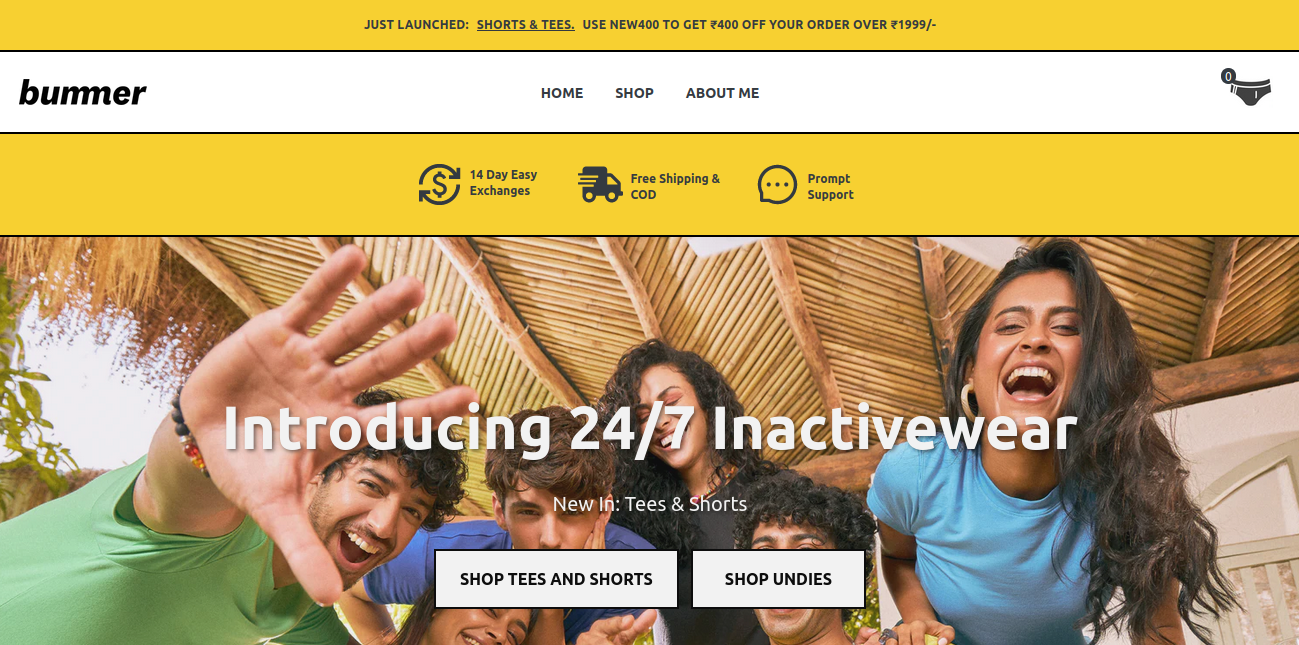 JUST LAUNCHED: SHORTS & TEES. USE NEW400 TO GET ₹400 OFF YOUR ORDER OVER ₹1999/-
bummer
HOME SHOP ABOUT ME
0
14 Day Easy
Exchanges
Free Shipping &
COD
Prompt
Support
Introducing 24/7 Inactivewear
New In: Tees & Shorts
SHOP TEES AND SHORTS
SHOP UNDIES